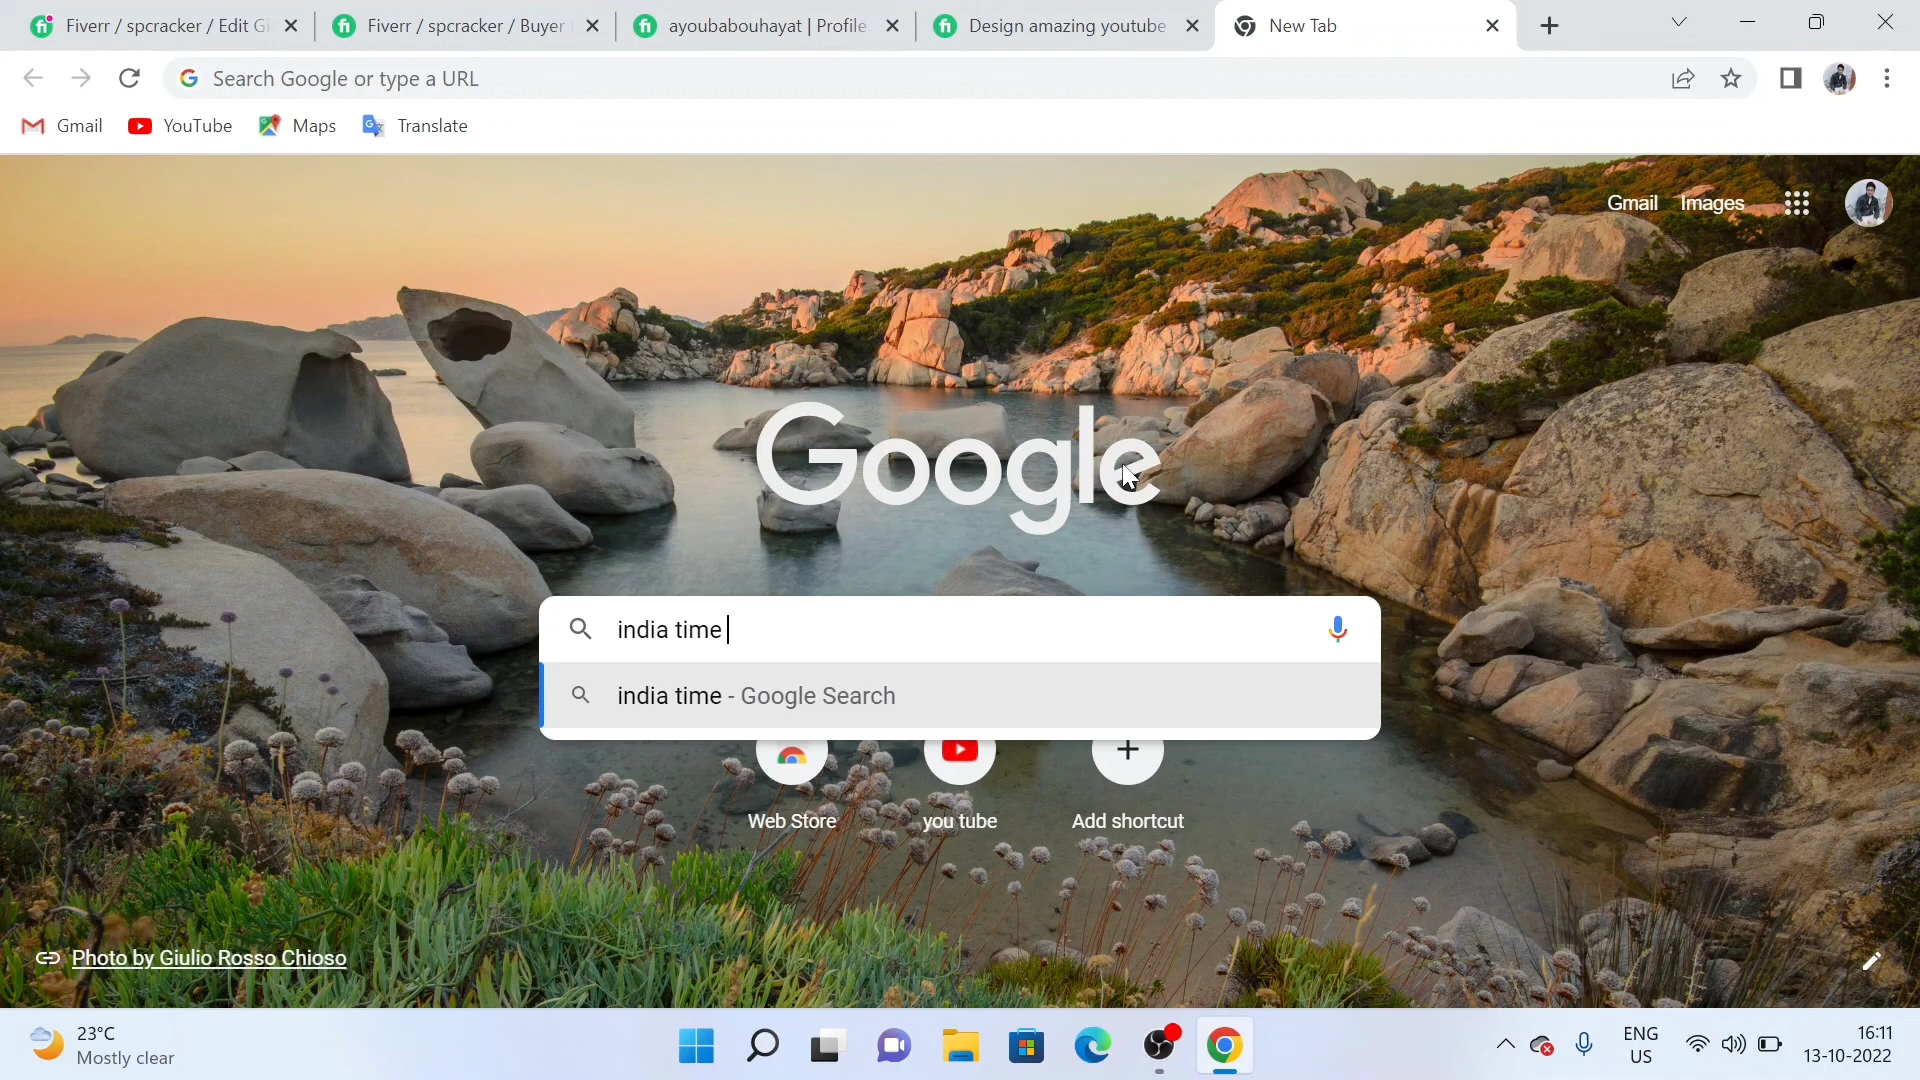 Fiverr / spcracker / Edit Gi
Fiverr / spcracker / Buyer
ayoubabouhayat | Profile
Design amazing youtube
New Tab
Search Google or type a URL
Gmail
YouTube
Maps
Translate
Gmail
Images
Google
india time
india time - Google Search
Web Store
you tube
Add shortcut
Photo by Giulio Rosso Chioso
23°C
Mostly clear
ENG
US
16:11
13-10-2022